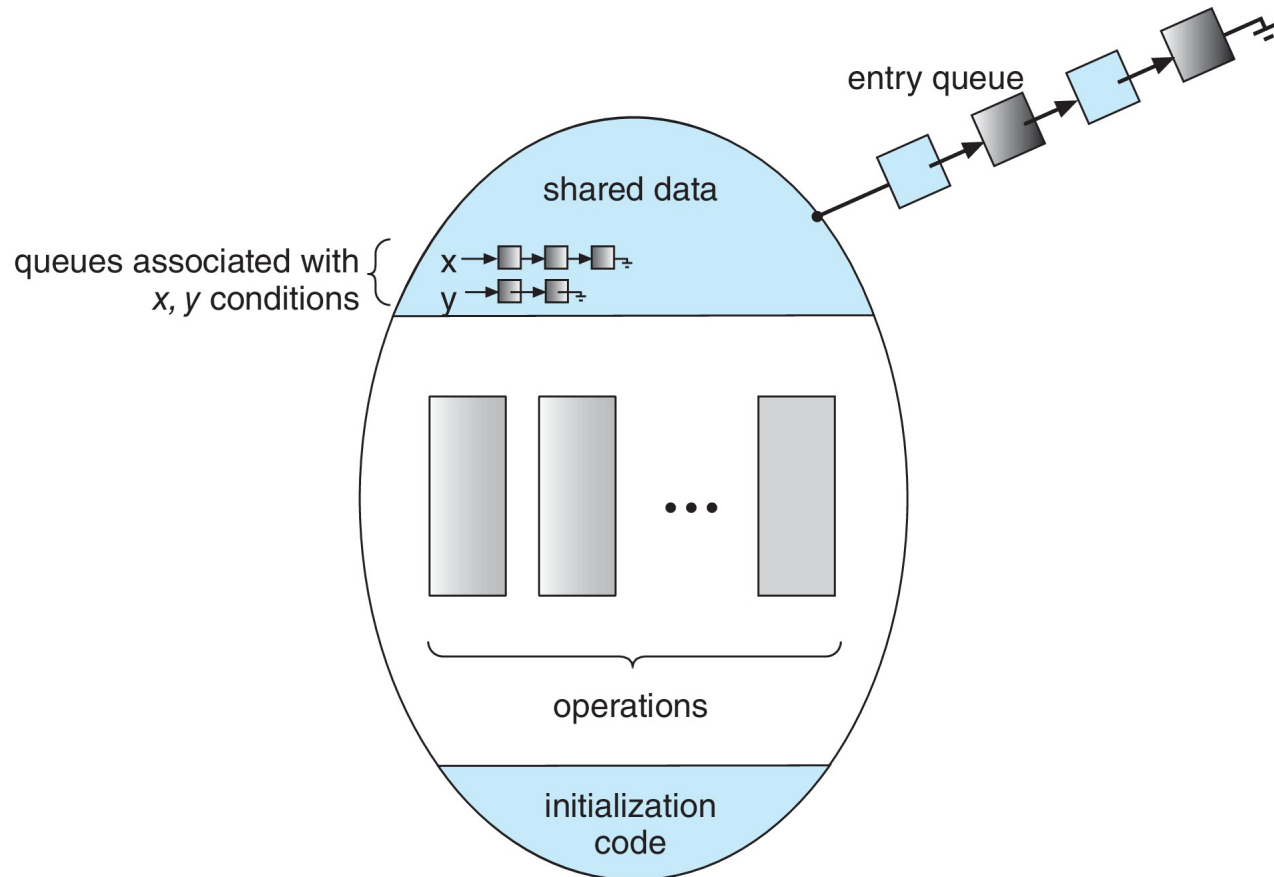 entry queue
shared data
queues associated with
x, y conditions
x
y
...
operations
initialization
code